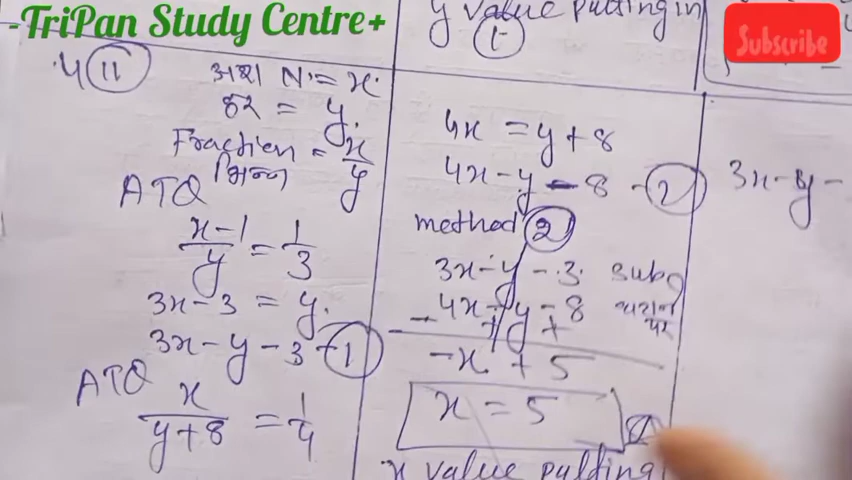 -TriPan Study Centre+
Subscribe
y value putting in
1
4 11
अंश N = x
हर = y.
Fraction = x/y
भिन्न
ATQ
x-1/y = 1/3
3x-3 = y.
3x-y-3 - 1
ATQ
x/y+8 = 1/4
4x = y+8
4x-y-8 - 2
method 2
3x-y-3. sub
-4x-y-8
+ +
-x + 5
x = 5
x value putting
3x-y-